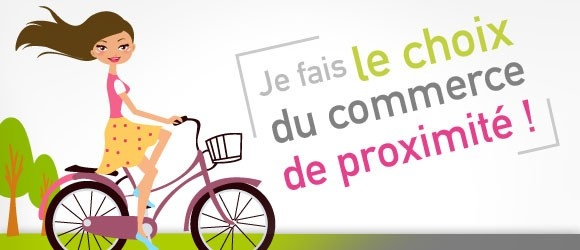 Je fais le choix
du commerce
de proximité !